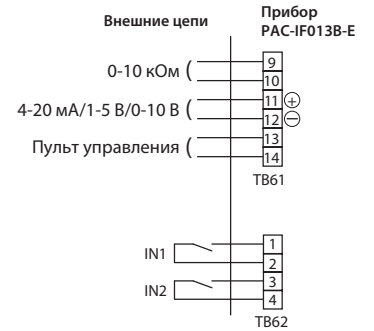 Внешние цепи
Прибор
PAC-IF013B-E
0-10 кОм (
9
10
4-20 мА/1-5 В/0-10 В (
11 +
12 −
Пульт управления (
13
14
TB61
IN1
1
2
IN2
3
4
TB62